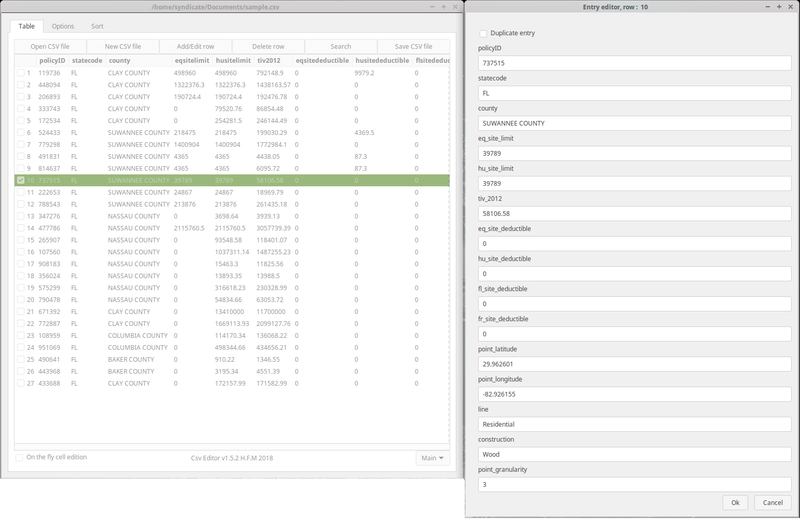 /home/syndicate/Documents/sample.csv
Table Options Sort
Open CSV file New CSV file Add/Edit row Delete row Search Save CSV file
policyID statecode county eqsitelimit husitelimit tiv2012 eqsitedeductible husitedeductible flsitededuc
1 119736 FL CLAY COUNTY 498960 498960 792148.9 0 9979.2 0
2 448094 FL CLAY COUNTY 1322376.3 1322376.3 1438163.57 0 0 0
3 206893 FL CLAY COUNTY 190724.4 190724.4 192476.78 0 0 0
4 333743 FL CLAY COUNTY 0 79520.76 86854.48 0 0 0
5 172534 FL CLAY COUNTY 0 254281.5 246144.49 0 0 0
6 524433 FL SUWANNEE COUNTY 218475 218475 199030.29 0 4369.5 0
7 779298 FL SUWANNEE COUNTY 1400904 1400904 1772984.1 0 0 0
8 491831 FL SUWANNEE COUNTY 4365 4365 4438.05 0 87.3 0
9 814637 FL SUWANNEE COUNTY 4365 4365 6095.72 0 87.3 0
10 737515 FL SUWANNEE COUNTY 39789 39789 58106.58 0 0 0
11 222653 FL SUWANNEE COUNTY 24867 24867 18969.79 0 0 0
12 788543 FL SUWANNEE COUNTY 213876 213876 261435.18 0 0 0
13 347276 FL NASSAU COUNTY 0 3698.64 3939.13 0 0 0
14 477786 FL NASSAU COUNTY 2115760.5 2115760.5 3057739.39 0 0 0
15 265907 FL NASSAU COUNTY 0 93548.58 118401.07 0 0 0
16 107560 FL NASSAU COUNTY 0 1037311.14 1487255.23 0 0 0
17 908183 FL NASSAU COUNTY 0 15463.3 11825.56 0 0 0
18 356024 FL NASSAU COUNTY 0 13893.35 13988.5 0 0 0
19 575299 FL NASSAU COUNTY 0 316618.23 230328.99 0 0 0
20 790478 FL NASSAU COUNTY 0 54834.66 63053.72 0 0 0
21 671392 FL CLAY COUNTY 0 13410000 11700000 0 0 0
22 772887 FL CLAY COUNTY 0 1669113.93 2099127.76 0 0 0
23 108959 FL COLUMBIA COUNTY 0 114170.34 136068.22 0 0 0
24 951069 FL COLUMBIA COUNTY 0 498344.66 434656.21 0 0 0
25 490641 FL BAKER COUNTY 0 910.22 1346.55 0 0 0
26 443968 FL BAKER COUNTY 0 3195.34 4551.39 0 0 0
27 433688 FL CLAY COUNTY 0 172157.99 171582.99 0 0 0
On the fly cell edition Csv Editor v1.5.2 H.F.M 2018 Main
Entry editor, row : 10
Duplicate entry
policyID
737515
statecode
FL
county
SUWANNEE COUNTY
eq_site_limit
39789
hu_site_limit
39789
tiv_2012
58106.58
eq_site_deductible
0
hu_site_deductible
0
fl_site_deductible
0
fr_site_deductible
0
point_latitude
29.962601
point_longitude
-82.926155
line
Residential
construction
Wood
point_granularity
3
Ok Cancel